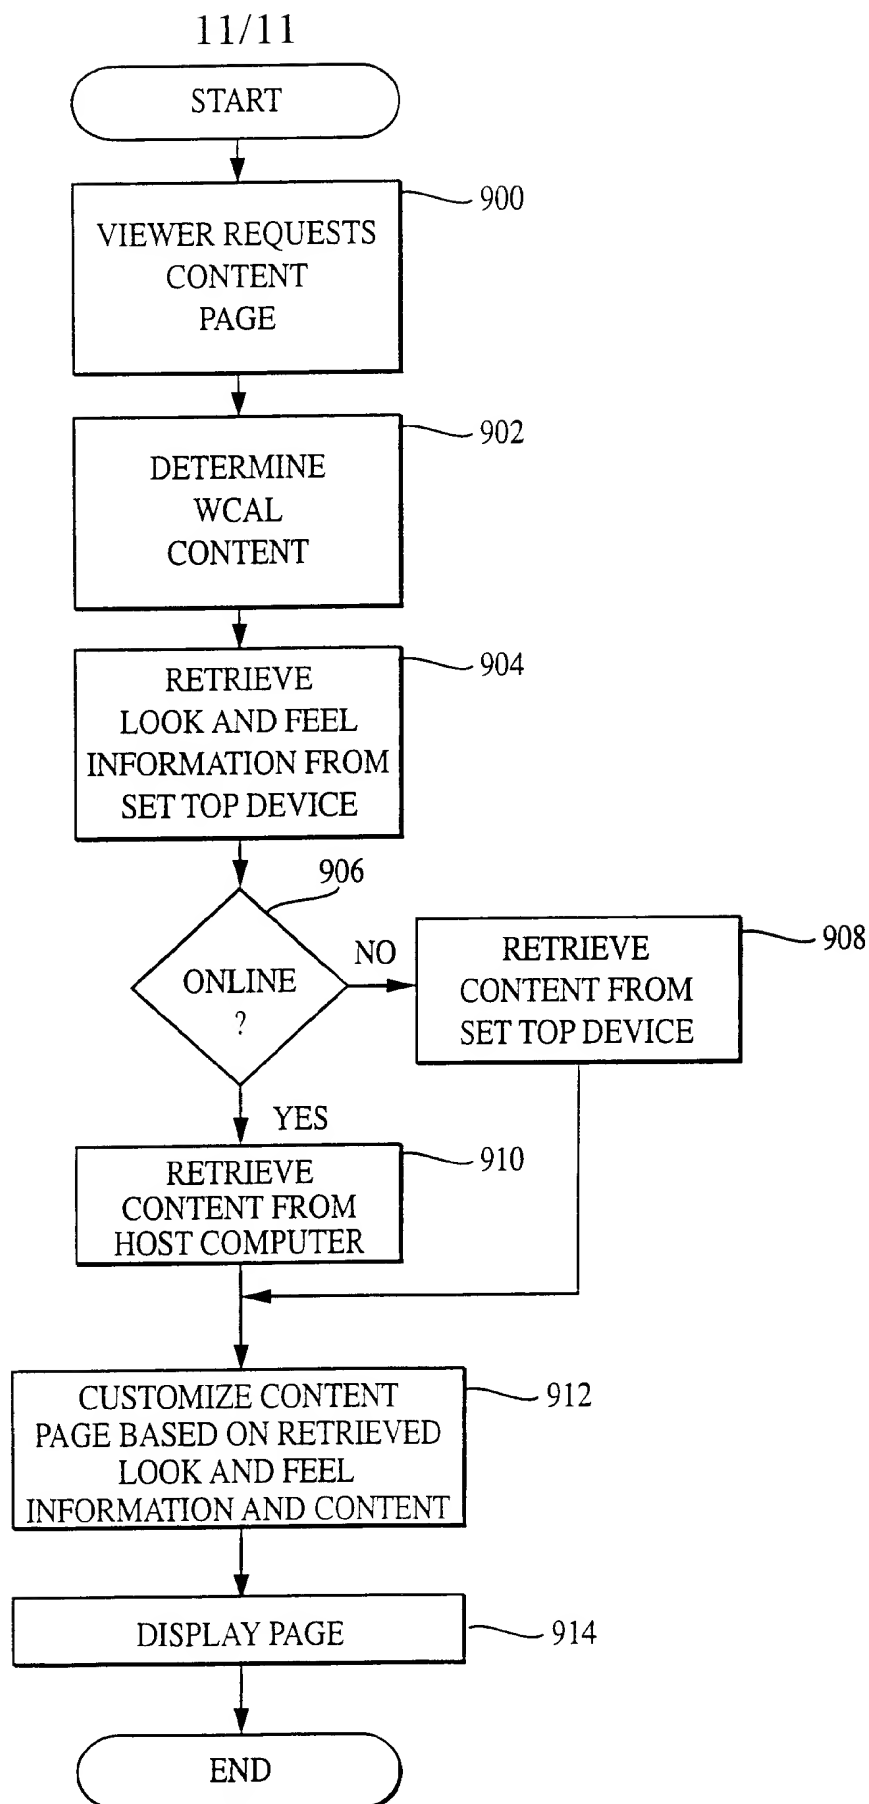 11/11
START
900
VIEWER REQUESTS
CONTENT
PAGE
902
DETERMINE
WCAL
CONTENT
904
RETRIEVE
LOOK AND FEEL
INFORMATION FROM
SET TOP DEVICE
906
ONLINE
?
NO
908
RETRIEVE
CONTENT FROM
SET TOP DEVICE
YES
910
RETRIEVE
CONTENT FROM
HOST COMPUTER
912
CUSTOMIZE CONTENT
PAGE BASED ON RETRIEVED
LOOK AND FEEL
INFORMATION AND CONTENT
DISPLAY PAGE
914
END